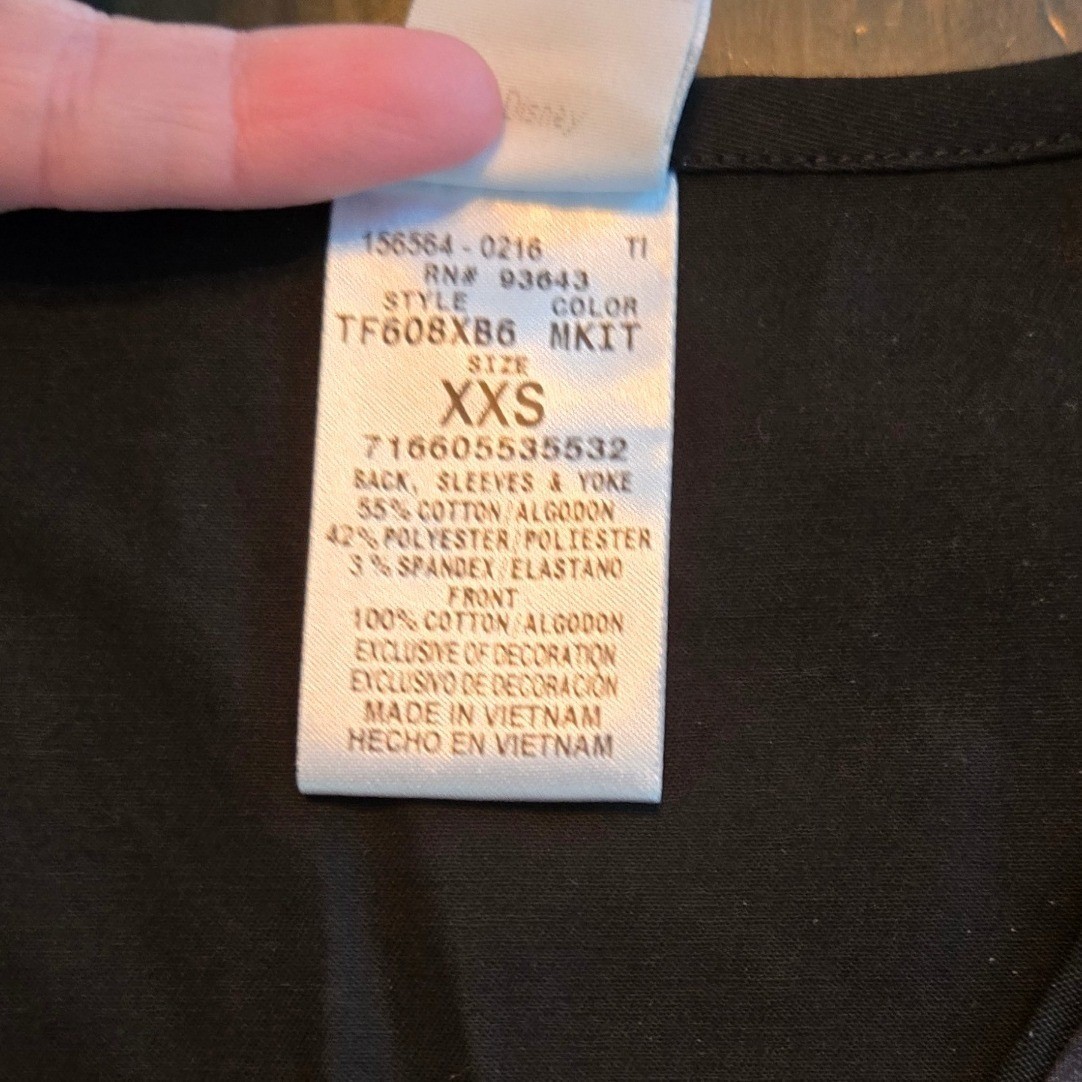 Disney
156564 - 0216 TI
RN# 93643
STYLE COLOR
TF608XB6 MKIT
SIZE
XXS
716605535532
BACK, SLEEVES & YOKE
55% COTTON/ALGODON
42% POLYESTER/POLIESTER
3% SPANDEX/ELASTANO
FRONT
100% COTTON/ALGODON
EXCLUSIVE OF DECORATION
EXCLUSIVO DE DECORACION
MADE IN VIETNAM
HECHO EN VIETNAM